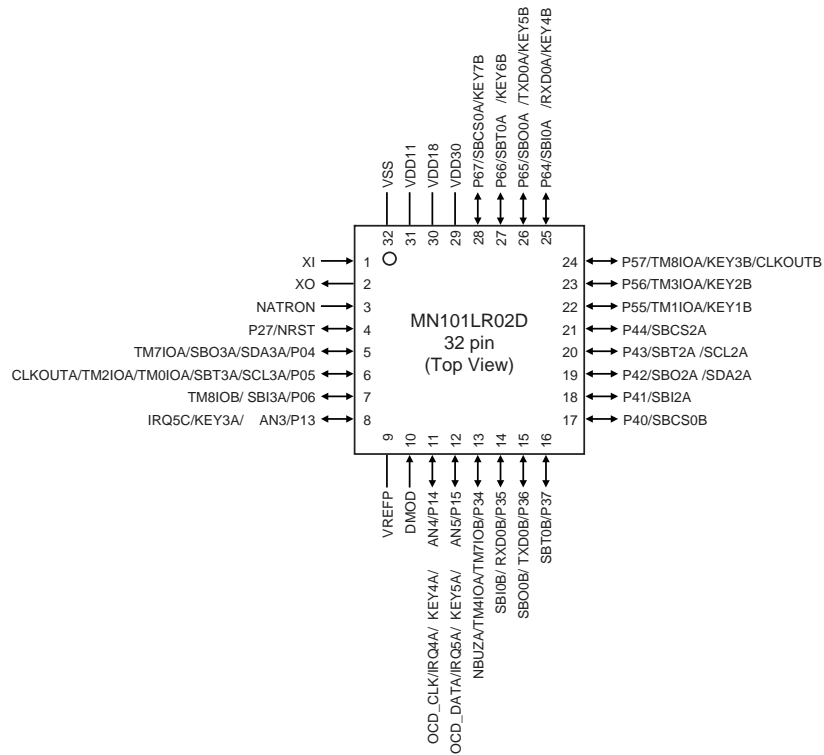 VSS
VDD11
VDD18
VDD30
P67/SBCS0A/KEY7B
P66/SBT0A /KEY6B
P65/SBO0A /TXD0A/KEY5B
P64/SBI0A /RXD0A/KEY4B
32
31
30
29
28
27
26
25
XI
1
XO
2
NATRON
3
P27/NRST
4
TM7IOA/SBO3A/SDA3A/P04
5
CLKOUTA/TM2IOA/TM0IOA/SBT3A/SCL3A/P05
6
TM8IOB/ SBI3A/P06
7
IRQ5C/KEY3A/ AN3/P13
8
MN101LR02D
32 pin
(Top View)
24
P57/TM8IOA/KEY3B/CLKOUTB
23
P56/TM3IOA/KEY2B
22
P55/TM1IOA/KEY1B
21
P44/SBCS2A
20
P43/SBT2A /SCL2A
19
P42/SBO2A /SDA2A
18
P41/SBI2A
17
P40/SBCS0B
9
10
11
12
13
14
15
16
VREFP
DMOD
OCD_CLK/IRQ4A/ KEY4A/ AN4/P14
OCD_DATA/IRQ5A/ KEY5A/ AN5/P15
NBUZA/TM4IOA/TM7IOB/P34
SBI0B/ RXD0B/P35
SBO0B/ TXD0B/P36
SBT0B/P37